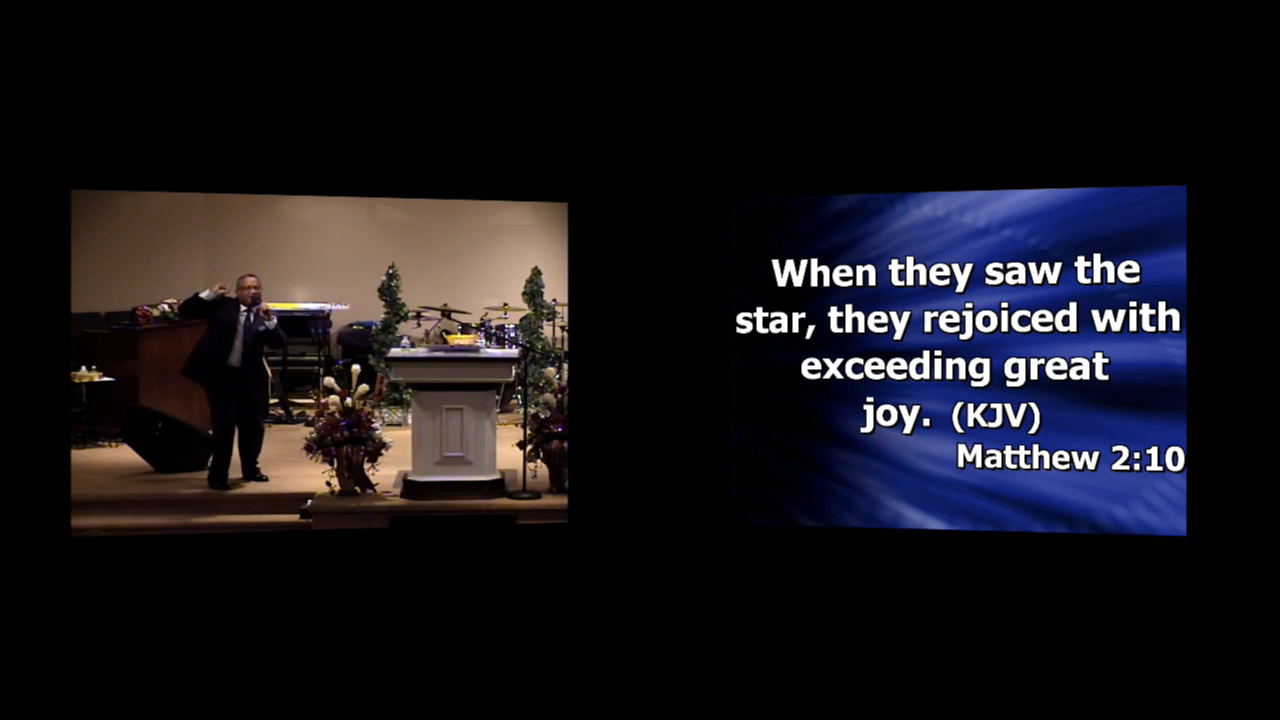 When they saw the
star, they rejoiced with
exceeding great
joy. (KJV)
Matthew 2:10